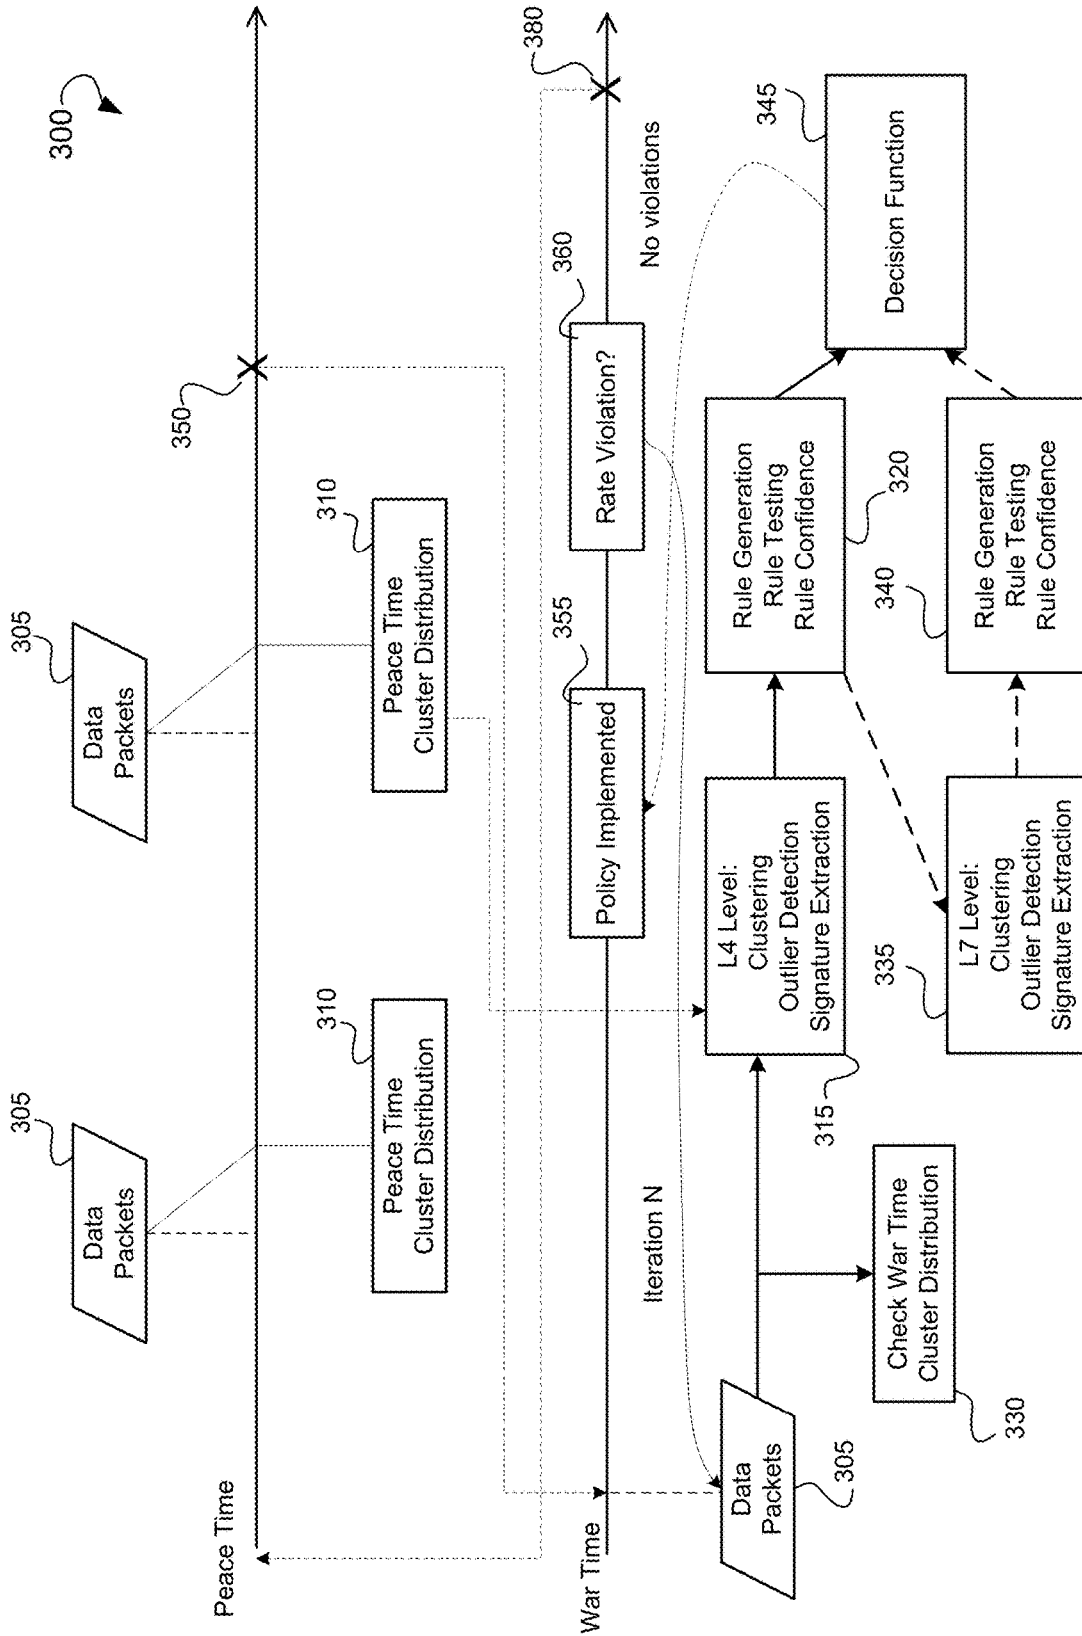 300
305
Data
Packets
305
Data
Packets
Peace Time
350
310
Peace Time
Cluster Distribution
310
Peace Time
Cluster Distribution
War Time
355
Policy Implemented
360
Rate Violation?
380
No violations
Iteration N
Data
Packets
305
L4 Level:
Clustering
Outlier Detection
Signature Extraction
315
Rule Generation
Rule Testing
Rule Confidence
320
345
Decision Function
Check War Time
Cluster Distribution
330
335
L7 Level:
Clustering
Outlier Detection
Signature Extraction
340
Rule Generation
Rule Testing
Rule Confidence